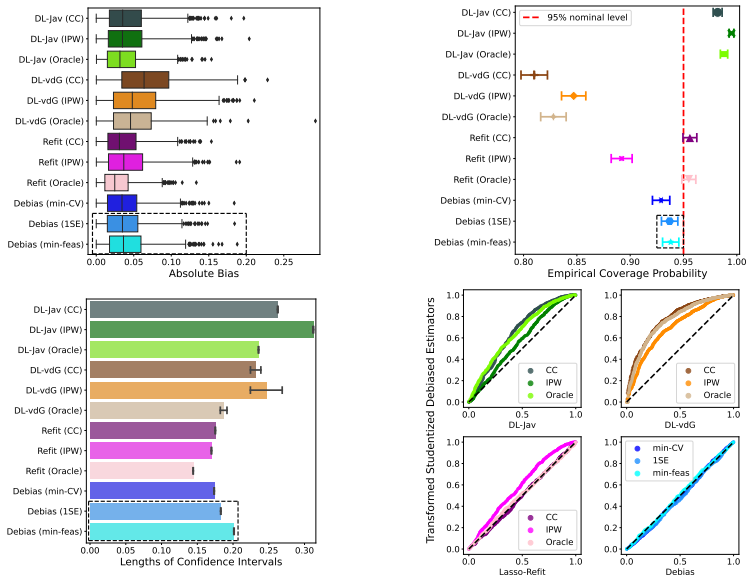 DL-Jav (CC)
DL-Jav (IPW)
DL-Jav (Oracle)
DL-vdG (CC)
DL-vdG (IPW)
DL-vdG (Oracle)
Refit (CC)
Refit (IPW)
Refit (Oracle)
Debias (min-CV)
Debias (1SE)
Debias (min-feas)
0.00 0.05 0.10 0.15 0.20 0.25
Absolute Bias
DL-Jav (CC)
DL-Jav (IPW)
DL-Jav (Oracle)
DL-vdG (CC)
DL-vdG (IPW)
DL-vdG (Oracle)
Refit (CC)
Refit (IPW)
Refit (Oracle)
Debias (min-CV)
Debias (1SE)
Debias (min-feas)
95% nominal level
0.80 0.85 0.90 0.95 1.00
Empirical Coverage Probability
DL-Jav (CC)
DL-Jav (IPW)
DL-Jav (Oracle)
DL-vdG (CC)
DL-vdG (IPW)
DL-vdG (Oracle)
Refit (CC)
Refit (IPW)
Refit (Oracle)
Debias (min-CV)
Debias (1SE)
Debias (min-feas)
0.00 0.05 0.10 0.15 0.20 0.25 0.30
Lengths of Confidence Intervals
Transformed Studentized Debiased Estimators
1.0
0.8
0.6
0.4
0.2
0.0
CC
IPW
Oracle
0.0 0.5 1.0
DL-Jav
1.0
0.8
0.6
0.4
0.2
0.0
CC
IPW
Oracle
0.0 0.5 1.0
DL-vdG
1.0
0.8
0.6
0.4
0.2
0.0
CC
IPW
Oracle
0.0 0.5 1.0
Lasso-Refit
1.0
0.8
0.6
0.4
0.2
0.0
min-CV
1SE
min-feas
0.0 0.5 1.0
Debias